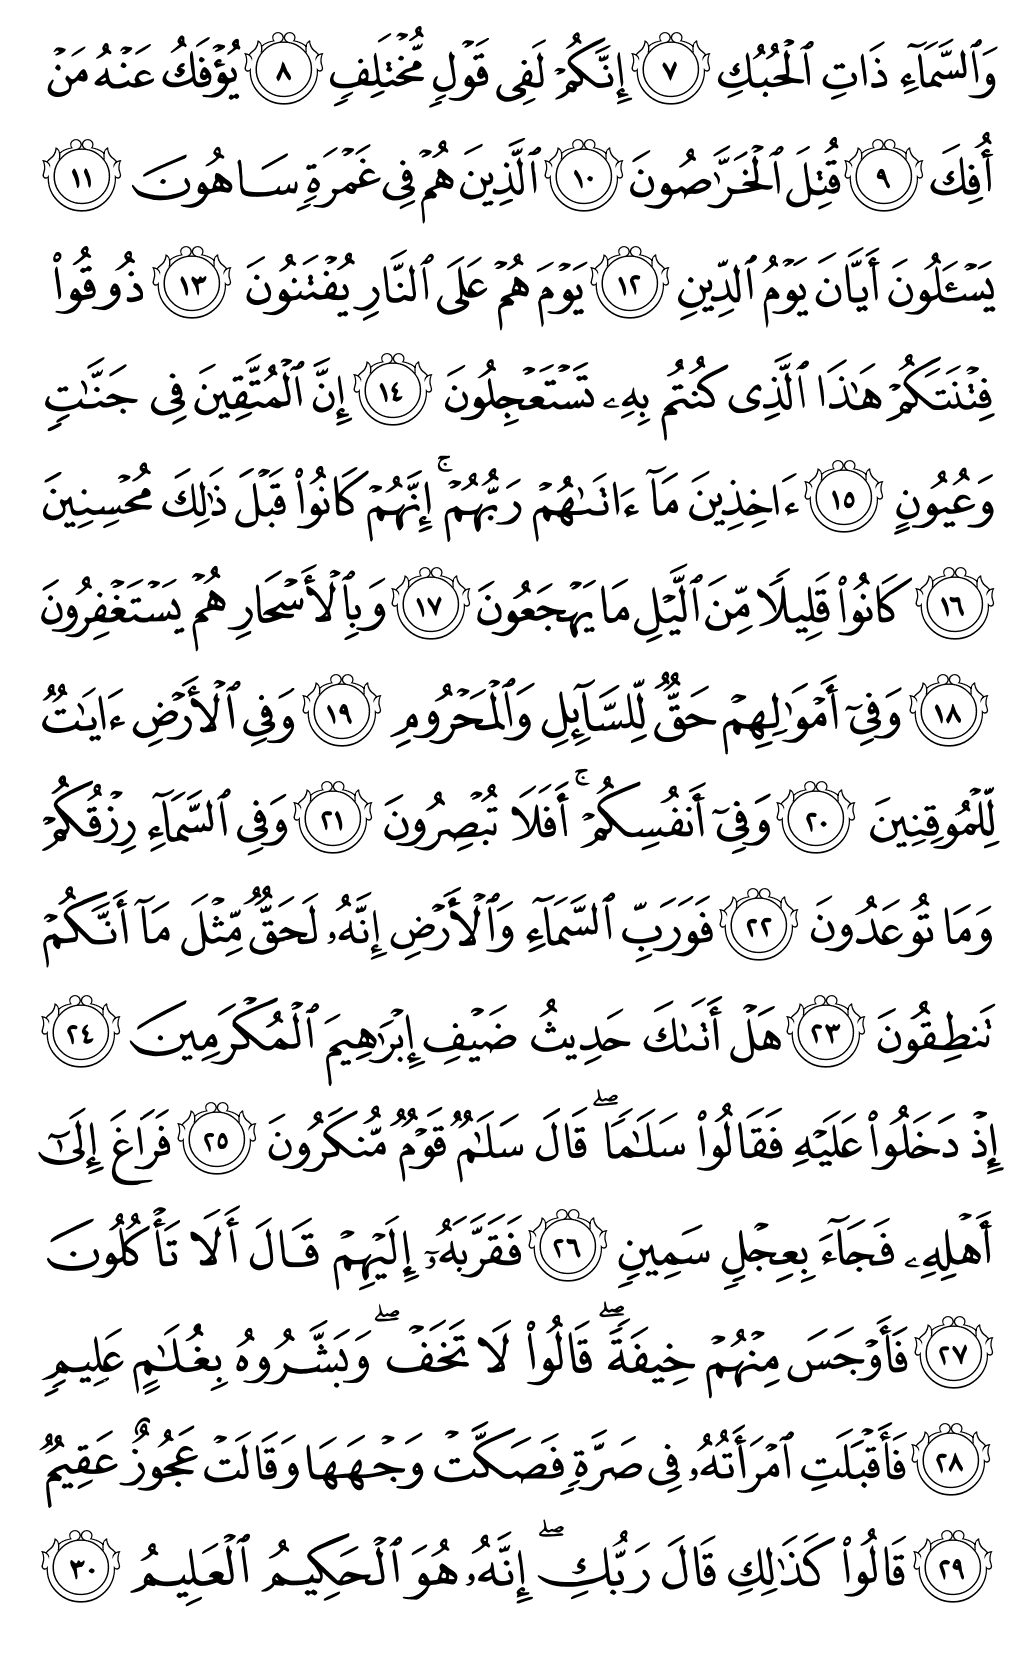 وَٱلسَّمَآءِ ذَاتِ ٱلْحُبُكِ ٧ إِنَّكُمْ لَفِى قَوْلٍ مُّخْتَلِفٍ ٨ يُؤْفَكُ عَنْهُ مَنْ
أُفِكَ ٩ قُتِلَ ٱلْخَرَّٰصُونَ ١٠ ٱلَّذِينَ هُمْ فِى غَمْرَةٍ سَاهُونَ ١١
يَسْـَٔلُونَ أَيَّانَ يَوْمُ ٱلدِّينِ ١٢ يَوْمَ هُمْ عَلَى ٱلنَّارِ يُفْتَنُونَ ١٣ ذُوقُوا۟
فِتْنَتَكُمْ هَٰذَا ٱلَّذِى كُنتُم بِهِۦ تَسْتَعْجِلُونَ ١٤ إِنَّ ٱلْمُتَّقِينَ فِى جَنَّٰتٍ
وَعُيُونٍ ١٥ ءَاخِذِينَ مَآ ءَاتَىٰهُمْ رَبُّهُمْ ۚ إِنَّهُمْ كَانُوا۟ قَبْلَ ذَٰلِكَ مُحْسِنِينَ
١٦ كَانُوا۟ قَلِيلًا مِّنَ ٱلَّيْلِ مَا يَهْجَعُونَ ١٧ وَبِٱلْأَسْحَارِ هُمْ يَسْتَغْفِرُونَ
١٨ وَفِىٓ أَمْوَٰلِهِمْ حَقٌّ لِّلسَّآئِلِ وَٱلْمَحْرُومِ ١٩ وَفِى ٱلْأَرْضِ ءَايَٰتٌ
لِّلْمُوقِنِينَ ٢٠ وَفِىٓ أَنفُسِكُمْ ۚ أَفَلَا تُبْصِرُونَ ٢١ وَفِى ٱلسَّمَآءِ رِزْقُكُمْ
وَمَا تُوعَدُونَ ٢٢ فَوَرَبِّ ٱلسَّمَآءِ وَٱلْأَرْضِ إِنَّهُۥ لَحَقٌّ مِّثْلَ مَآ أَنَّكُمْ
تَنطِقُونَ ٢٣ هَلْ أَتَىٰكَ حَدِيثُ ضَيْفِ إِبْرَٰهِيمَ ٱلْمُكْرَمِينَ ٢٤
إِذْ دَخَلُوا۟ عَلَيْهِ فَقَالُوا۟ سَلَٰمًا ۖ قَالَ سَلَٰمٌ قَوْمٌ مُّنكَرُونَ ٢٥ فَرَاغَ إِلَىٰٓ
أَهْلِهِۦ فَجَآءَ بِعِجْلٍ سَمِينٍ ٢٦ فَقَرَّبَهُۥٓ إِلَيْهِمْ قَالَ أَلَا تَأْكُلُونَ
٢٧ فَأَوْجَسَ مِنْهُمْ خِيفَةً ۖ قَالُوا۟ لَا تَخَفْ ۖ وَبَشَّرُوهُ بِغُلَٰمٍ عَلِيمٍ
٢٨ فَأَقْبَلَتِ ٱمْرَأَتُهُۥ فِى صَرَّةٍ فَصَكَّتْ وَجْهَهَا وَقَالَتْ عَجُوزٌ عَقِيمٌ
٢٩ قَالُوا۟ كَذَٰلِكِ قَالَ رَبُّكِ ۖ إِنَّهُۥ هُوَ ٱلْحَكِيمُ ٱلْعَلِيمُ ٣٠